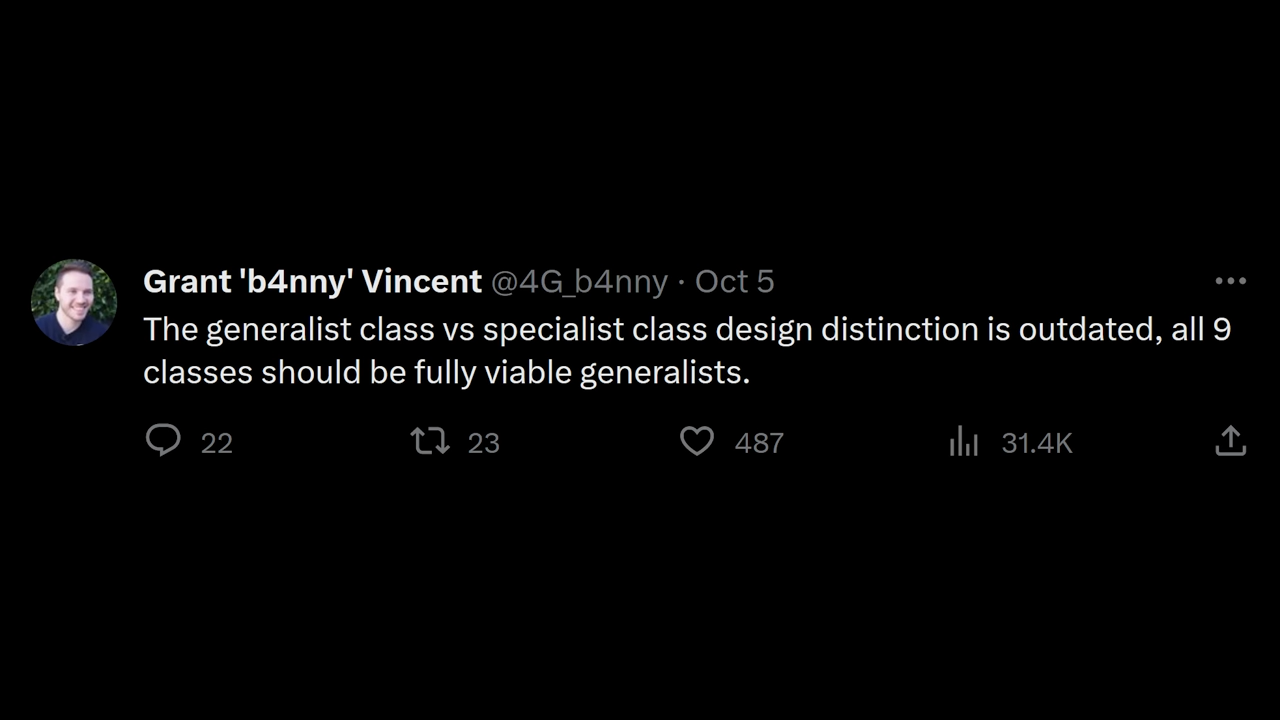 Grant 'b4nny' Vincent @4G_b4nny · Oct 5
The generalist class vs specialist class design distinction is outdated, all 9
classes should be fully viable generalists.
22 23 487 31.4K